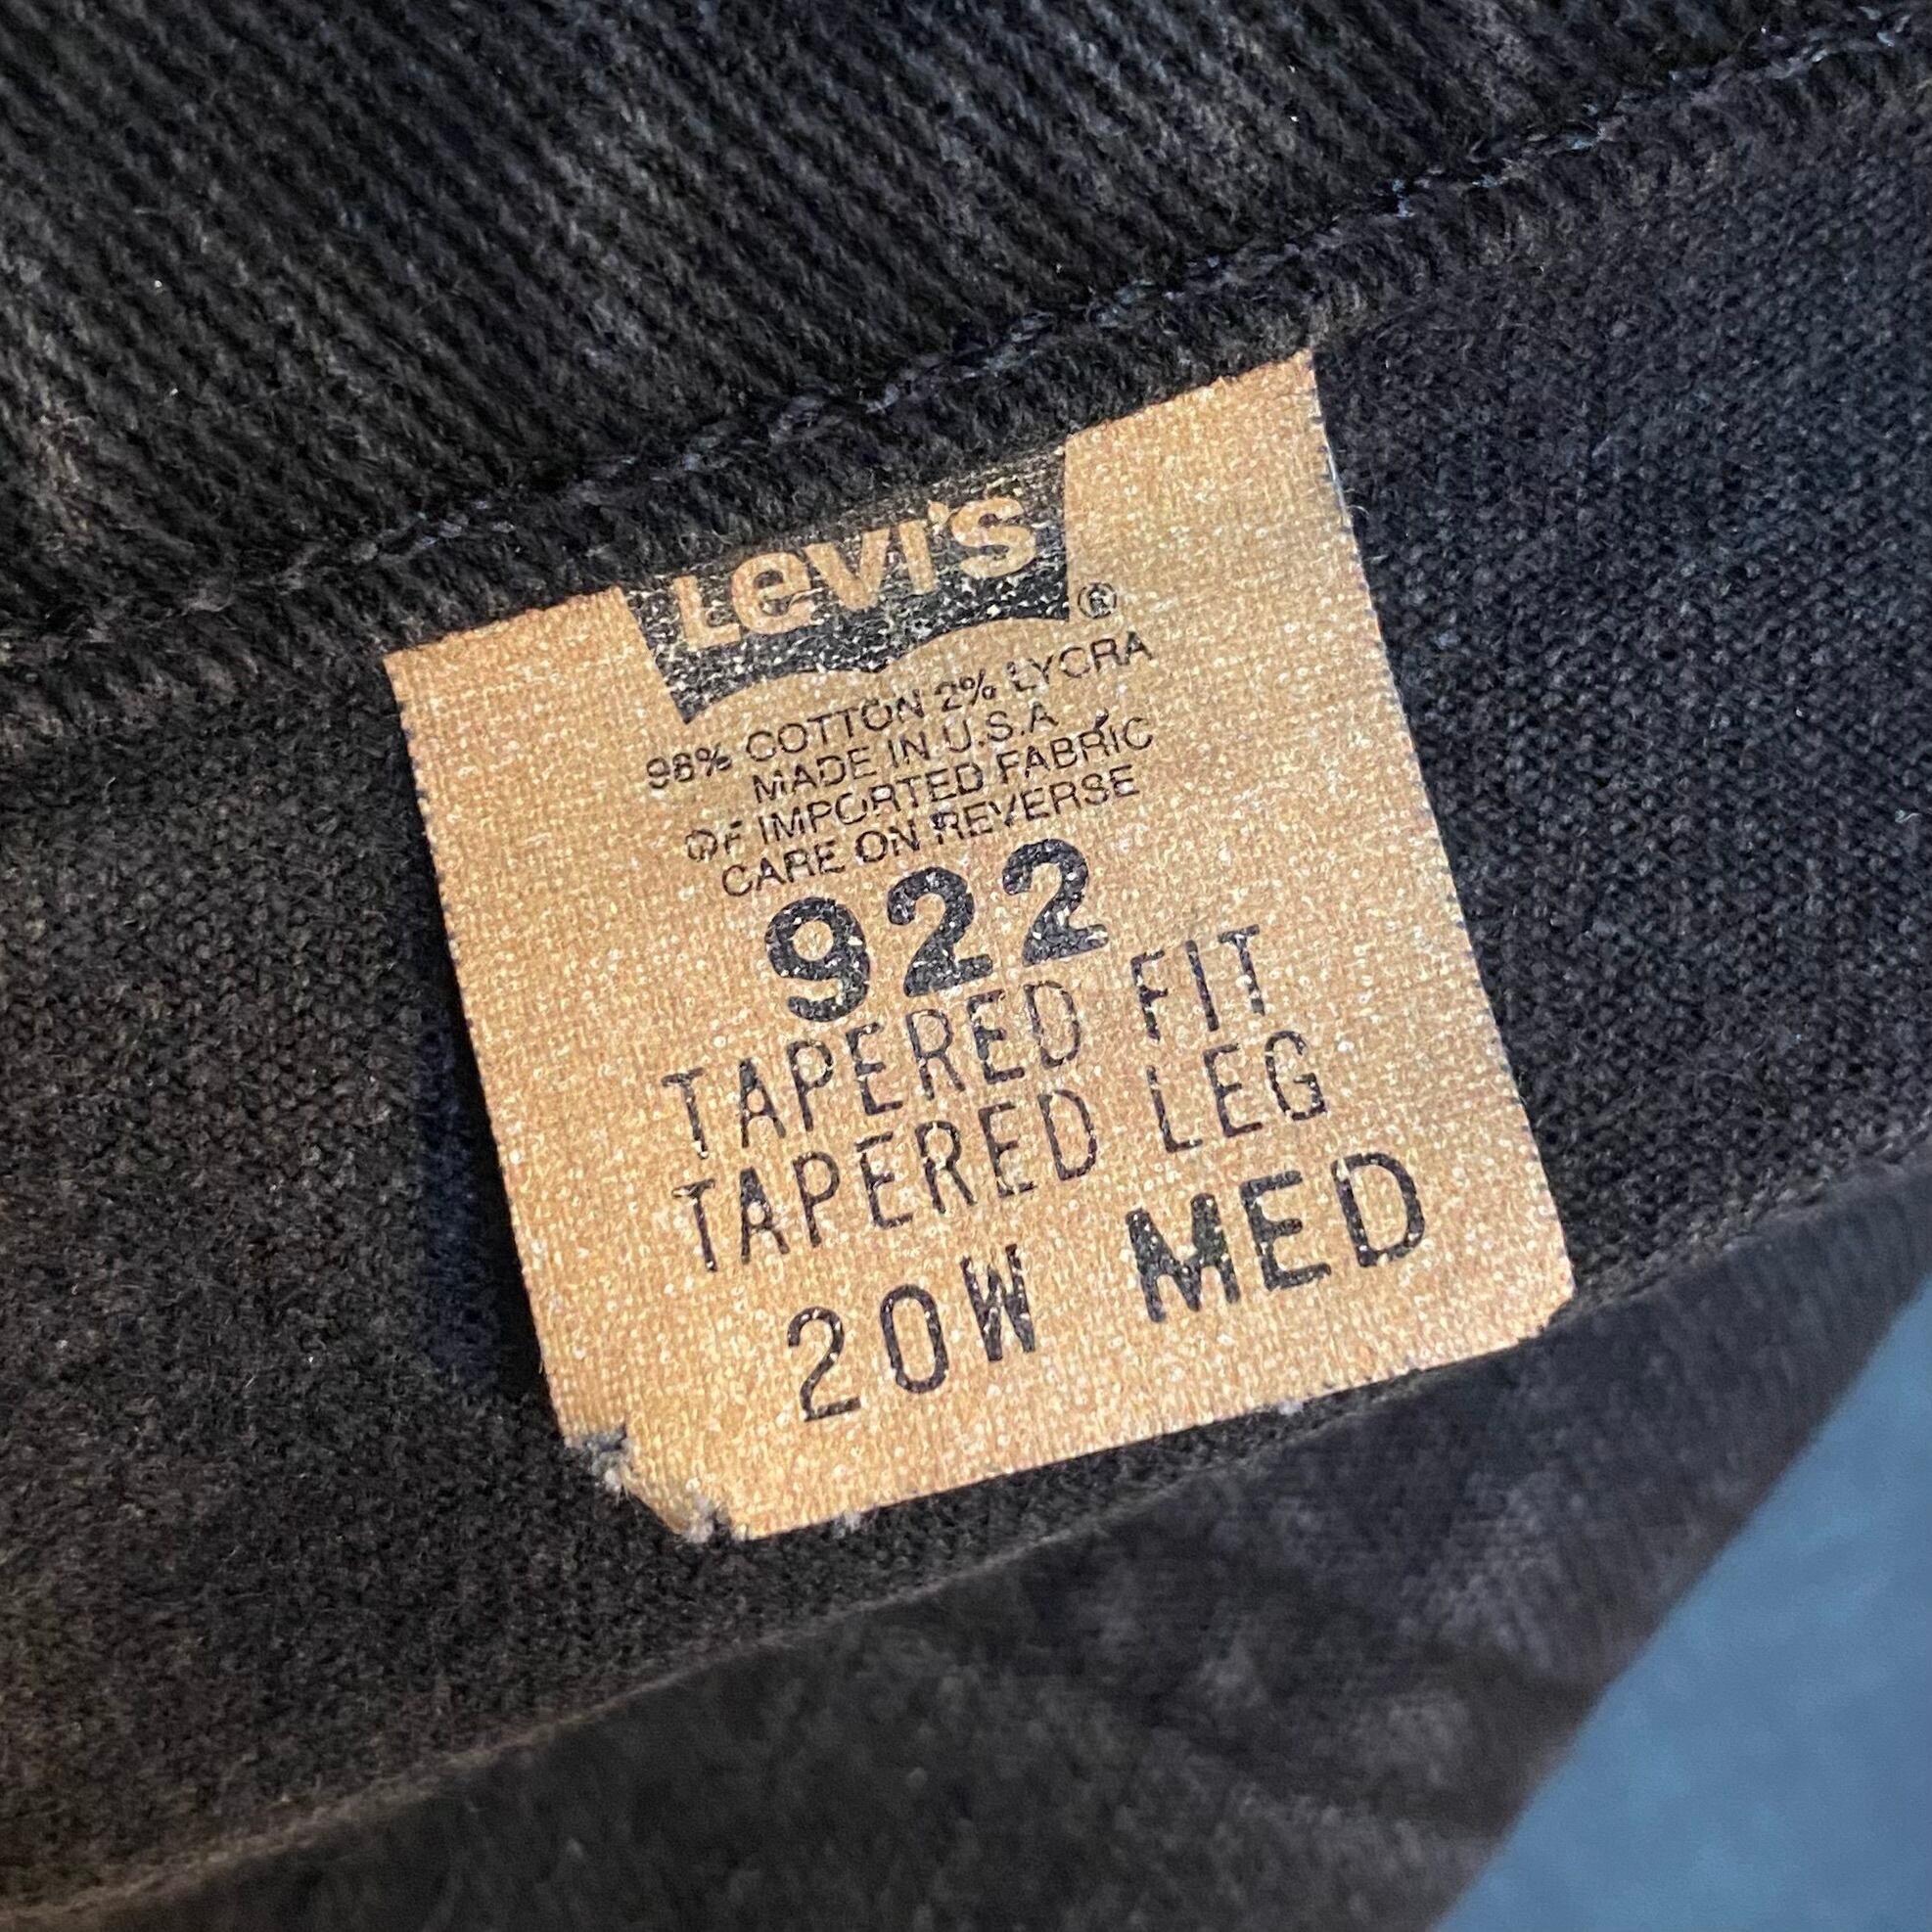 Levi's ®
98% COTTON 2% LYCRA
MADE IN U.S.A
OF IMPORTED FABRIC
CARE ON REVERSE
922
TAPERED FIT
TAPERED LEG
20W MED